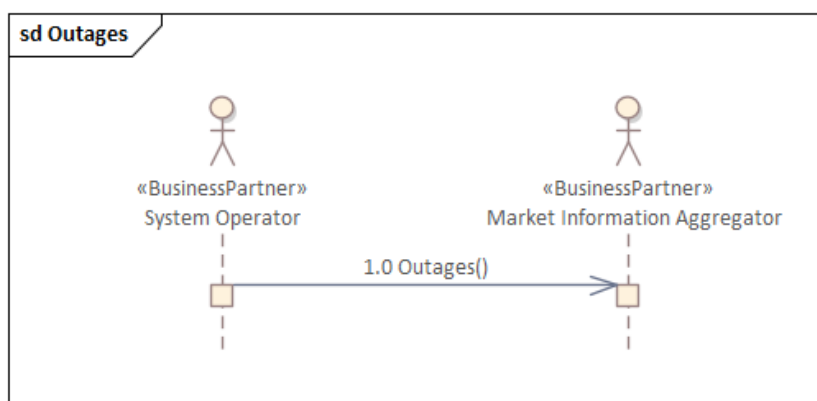 sd Outages
«BusinessPartner»
System Operator
«BusinessPartner»
Market Information Aggregator
1.0 Outages()